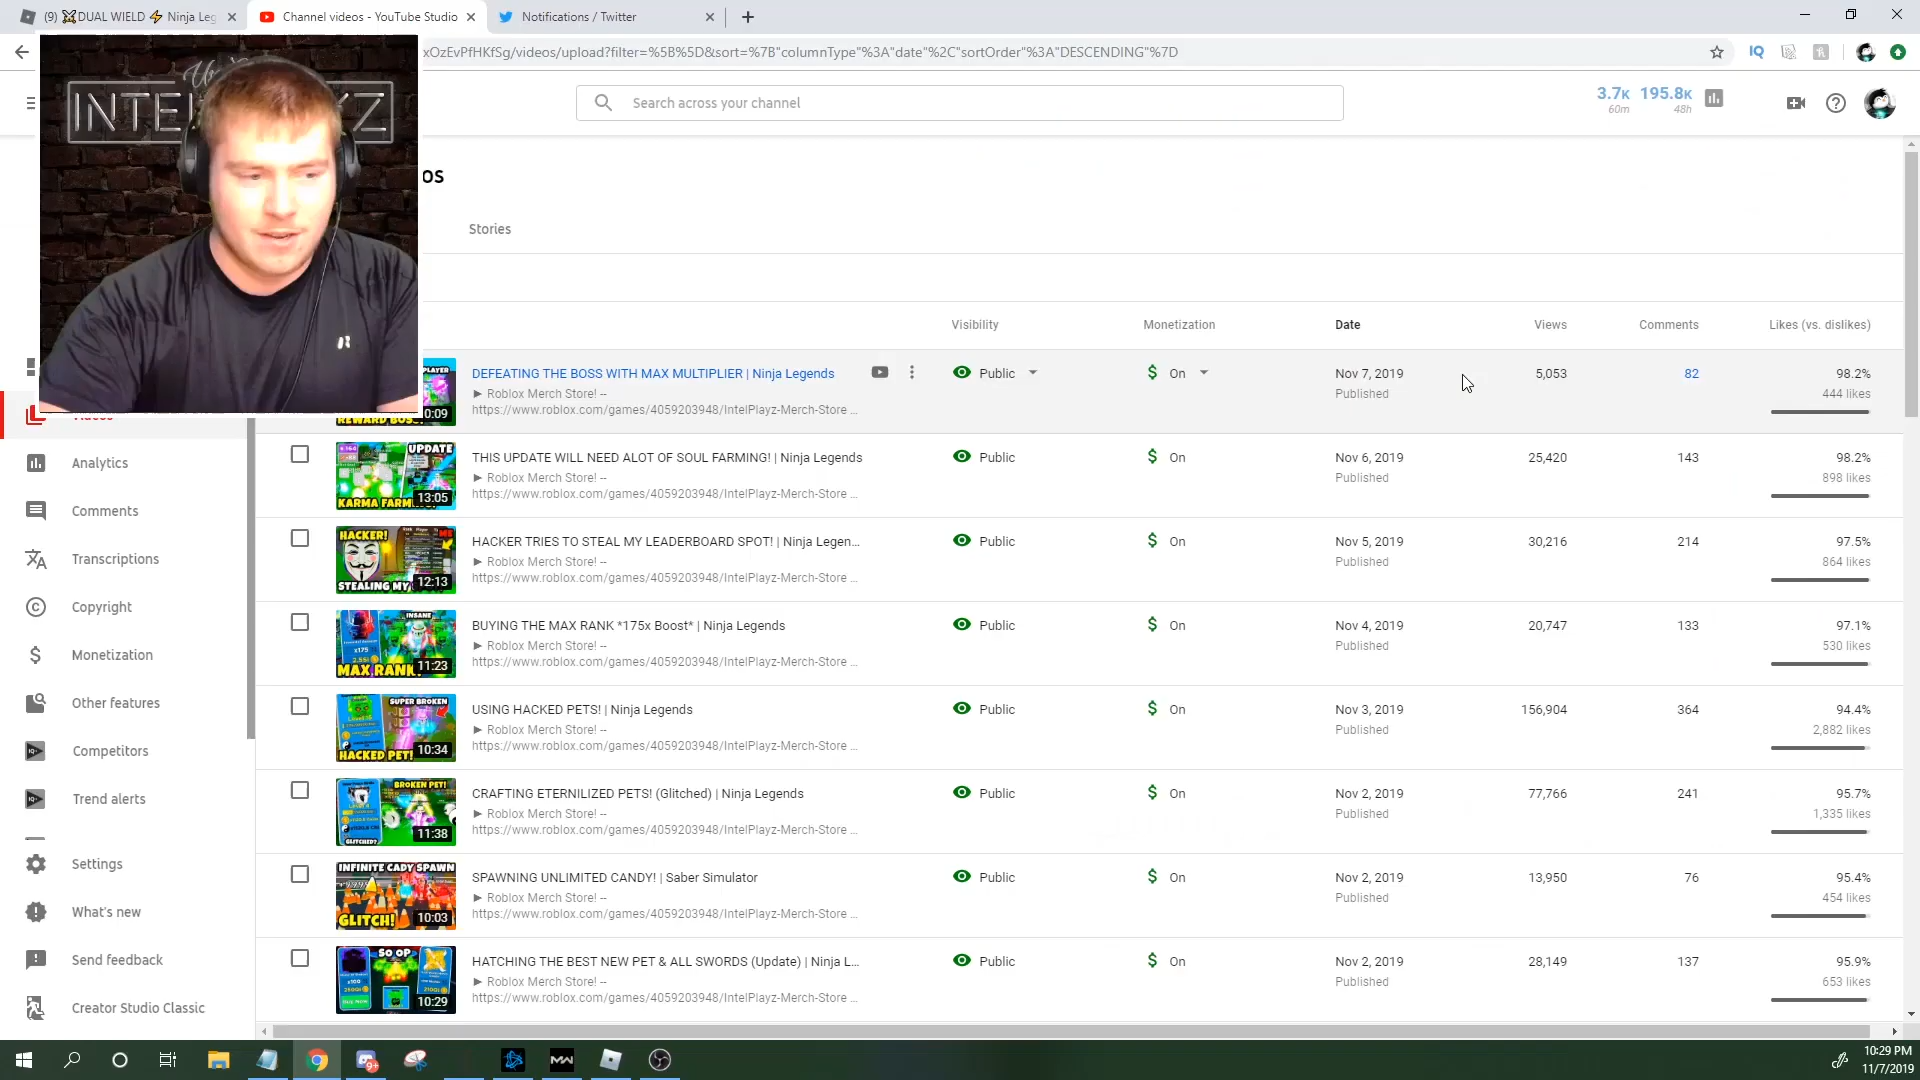 (9) ⚔DUAL WIELD ⚡ Ninja Leg
Channel videos - YouTube Studio
Notifications / Twitter
xOzEvPfHKfSg/videos/upload?filter=%5B%5D&sort=%7B"columnType"%3A"date"%2C"sortOrder"%3A"DESCENDING"%7D
IQ
Search across your channel
3.7K 195.8K
60m 48h
INTE YZ
os
Stories
Visibility Monetization Date Views Comments Likes (vs. dislikes)
PLAYER
REWARD BOSS!
0:09
DEFEATING THE BOSS WITH MAX MULTIPLIER | Ninja Legends
► Roblox Merch Store! --
https://www.roblox.com/games/4059203948/IntelPlayz-Merch-Store ...
Public On Nov 7, 2019 5,053 82 98.2%
Published 444 likes
UPDATE
KARMA FARM
13:05
THIS UPDATE WILL NEED ALOT OF SOUL FARMING! | Ninja Legends
► Roblox Merch Store! --
https://www.roblox.com/games/4059203948/IntelPlayz-Merch-Store ...
Public On Nov 6, 2019 25,420 143 98.2%
Published 898 likes
HACKER!
STEALING MY
12:13
HACKER TRIES TO STEAL MY LEADERBOARD SPOT! | Ninja Legen...
► Roblox Merch Store! --
https://www.roblox.com/games/4059203948/IntelPlayz-Merch-Store ...
Public On Nov 5, 2019 30,216 214 97.5%
Published 864 likes
INSANE
x175
MAX RANK
11:23
BUYING THE MAX RANK *175x Boost* | Ninja Legends
► Roblox Merch Store! --
https://www.roblox.com/games/4059203948/IntelPlayz-Merch-Store ...
Public On Nov 4, 2019 20,747 133 97.1%
Published 530 likes
SUPER BROKEN
HACKED PET!
10:34
USING HACKED PETS! | Ninja Legends
► Roblox Merch Store! --
https://www.roblox.com/games/4059203948/IntelPlayz-Merch-Store ...
Public On Nov 3, 2019 156,904 364 94.4%
Published 2,882 likes
BROKEN PET!
GLITCHED?
11:38
CRAFTING ETERNILIZED PETS! (Glitched) | Ninja Legends
► Roblox Merch Store! --
https://www.roblox.com/games/4059203948/IntelPlayz-Merch-Store ...
Public On Nov 2, 2019 77,766 241 95.7%
Published 1,335 likes
INFINITE CADY SPAWN
GLITCH!
10:03
SPAWNING UNLIMITED CANDY! | Saber Simulator
► Roblox Merch Store! --
https://www.roblox.com/games/4059203948/IntelPlayz-Merch-Store ...
Public On Nov 2, 2019 13,950 76 95.4%
Published 454 likes
SO OP
x100
10:29
HATCHING THE BEST NEW PET & ALL SWORDS (Update) | Ninja L...
► Roblox Merch Store! --
https://www.roblox.com/games/4059203948/IntelPlayz-Merch-Store ...
Public On Nov 2, 2019 28,149 137 95.9%
Published 653 likes
Analytics
Comments
Transcriptions
Copyright
Monetization
Other features
Competitors
Trend alerts
Settings
What's new
Send feedback
Creator Studio Classic
10:29 PM
11/7/2019